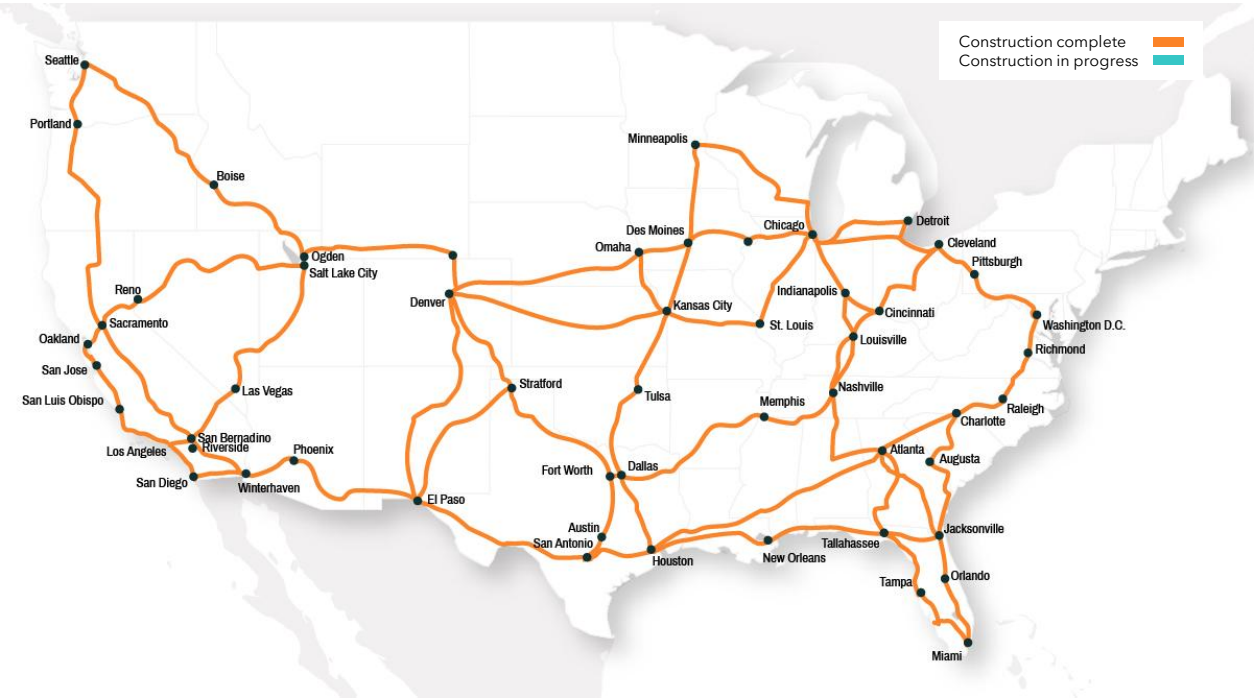 Construction complete
Construction in progress
Seattle
Portland
Minneapolis
Boise
Detroit
Chicago
Des Moines
Omaha
Cleveland
Ogden
Pittsburgh
Salt Lake City
Reno
Indianapolis
Denver
Kansas City
Cincinnati
Sacramento
St. Louis
Washington D.C.
Oakland
Louisville
Richmond
San Jose
Stratford
Nashville
Las Vegas
Tulsa
San Luis Obispo
Memphis
Raleigh
Charlotte
San Bernadino
Riverside
Los Angeles
Phoenix
Atlanta
Augusta
Fort Worth
Dallas
San Diego
Winterhaven
El Paso
Austin
San Antonio
Jacksonville
Tallahassee
Houston
New Orleans
Orlando
Tampa
Miami